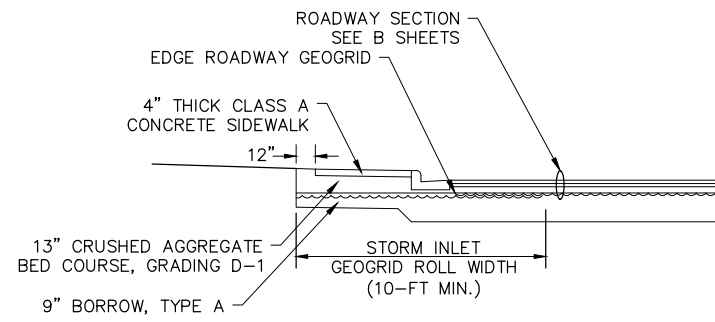 ROADWAY SECTION
SEE B SHEETS
EDGE ROADWAY GEOGRID
4” THICK CLASS A
CONCRETE SIDEWALK
12”
13” CRUSHED AGGREGATE
BED COURSE, GRADING D-1
9” BORROW, TYPE A
STORM INLET
GEOGRID ROLL WIDTH
(10-FT MIN.)